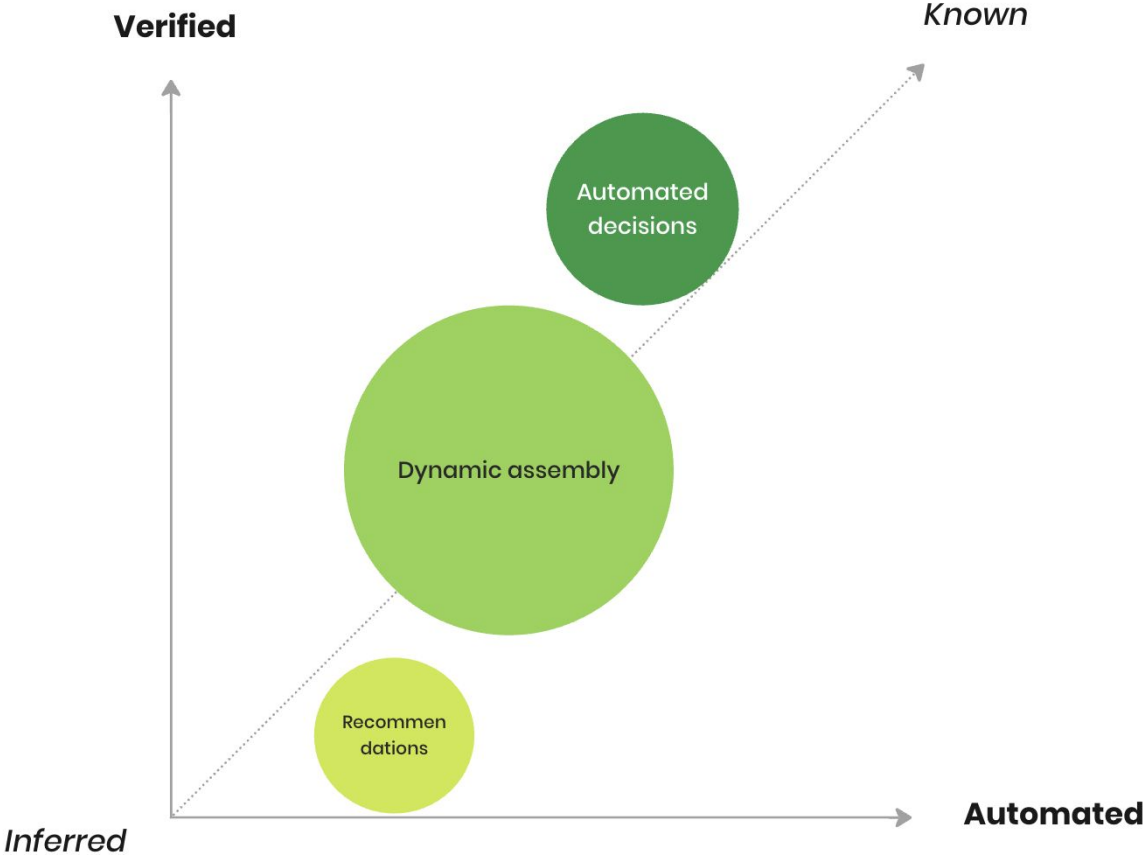 Known
Verified
Automated
decisions
Dynamic assembly
Recommen
dations
Automated
Inferred